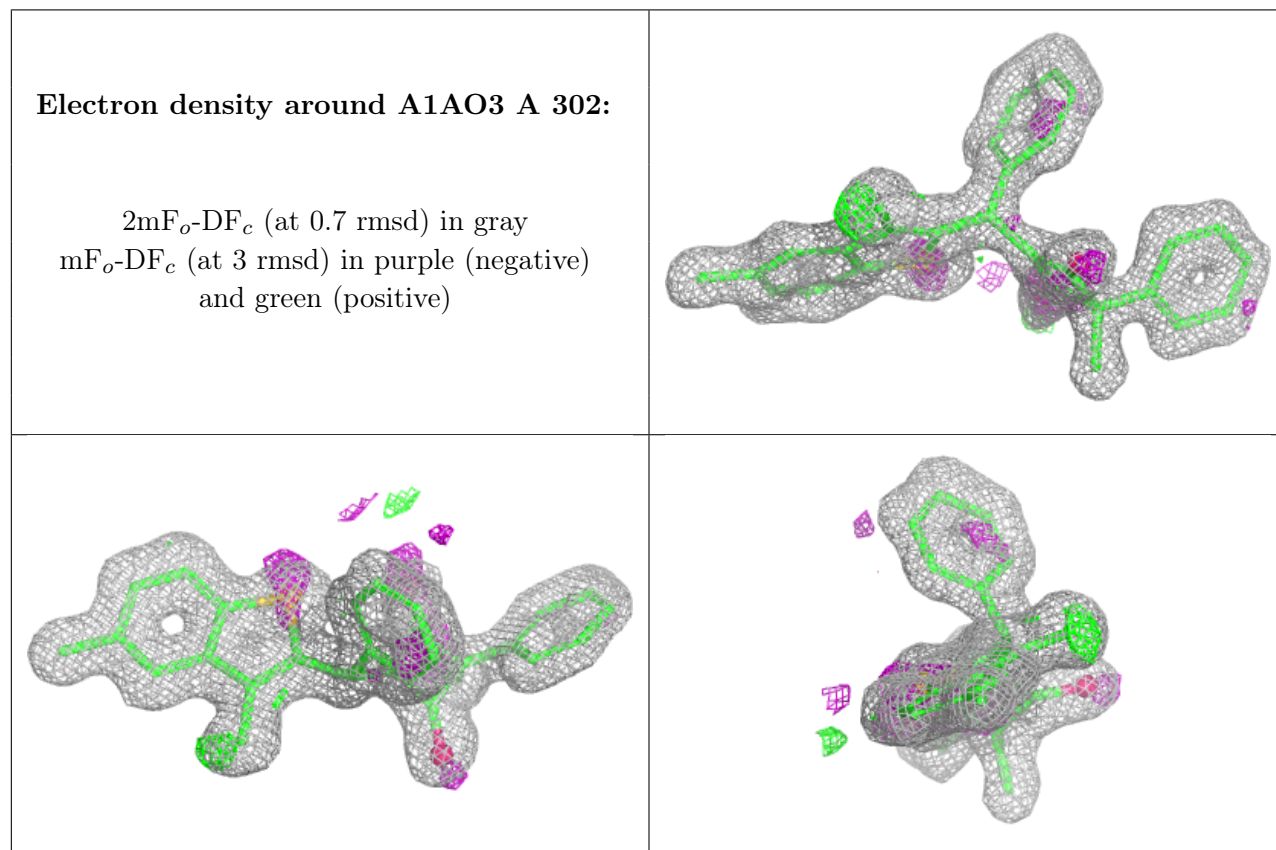 Electron density around A1AO3 A 302:
2mFo-DFc (at 0.7 rmsd) in gray
mFo-DFc (at 3 rmsd) in purple (negative)
and green (positive)